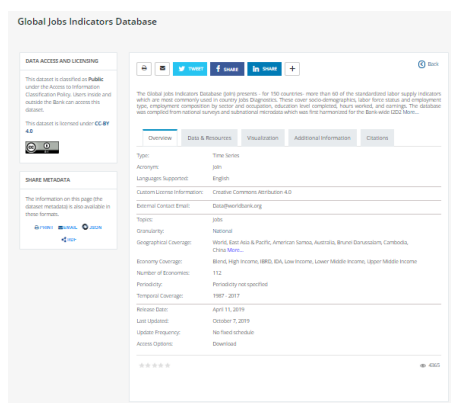 Global Jobs Indicators Database
DATA ACCESS AND LICENSING
This dataset is classified as Public
under the Access to Information
Classification Policy. Users inside and
outside the Bank can access this
dataset.
This dataset is licensed under CC-BY
4.0
SHARE METADATA
The information on this page (the
dataset metadata) is also available in
these formats.
PRINT EMAIL JSON
RDF
TWEET SHARE SHARE +
Back
The Global Jobs Indicators Database (JoIn) presents - for 150 countries- more than 60 of the standardized labor supply indicators
which are most commonly used in country Jobs Diagnostics. These cover socio-demographics, labor force status and employment
type, employment composition by sector and occupation, education level completed, hours worked, and earnings. The database
was compiled from national surveys and subnational microdata which was first harmonized for the Bank-wide I2D2 More...
Overview Data & Resources Visualization Additional Information Citations
Type: Time Series
Acronym: Join
Languages Supported: English
Custom License Information: Creative Commons Attribution 4.0
External Contact Email: Data@worldbank.org
Topics: Jobs
Granularity: National
Geographical Coverage: World, East Asia & Pacific, American Samoa, Australia, Brunei Darussalam, Cambodia,
China More...
Economy Coverage: Blend, High Income, IBRD, IDA, Low Income, Lower Middle Income, Upper Middle Income
Number of Economies: 112
Periodicity: Periodicity not specified
Temporal Coverage: 1987 - 2017
Release Date: April 11, 2019
Last Updated: October 7, 2019
Update Frequency: No fixed schedule
Access Options: Download